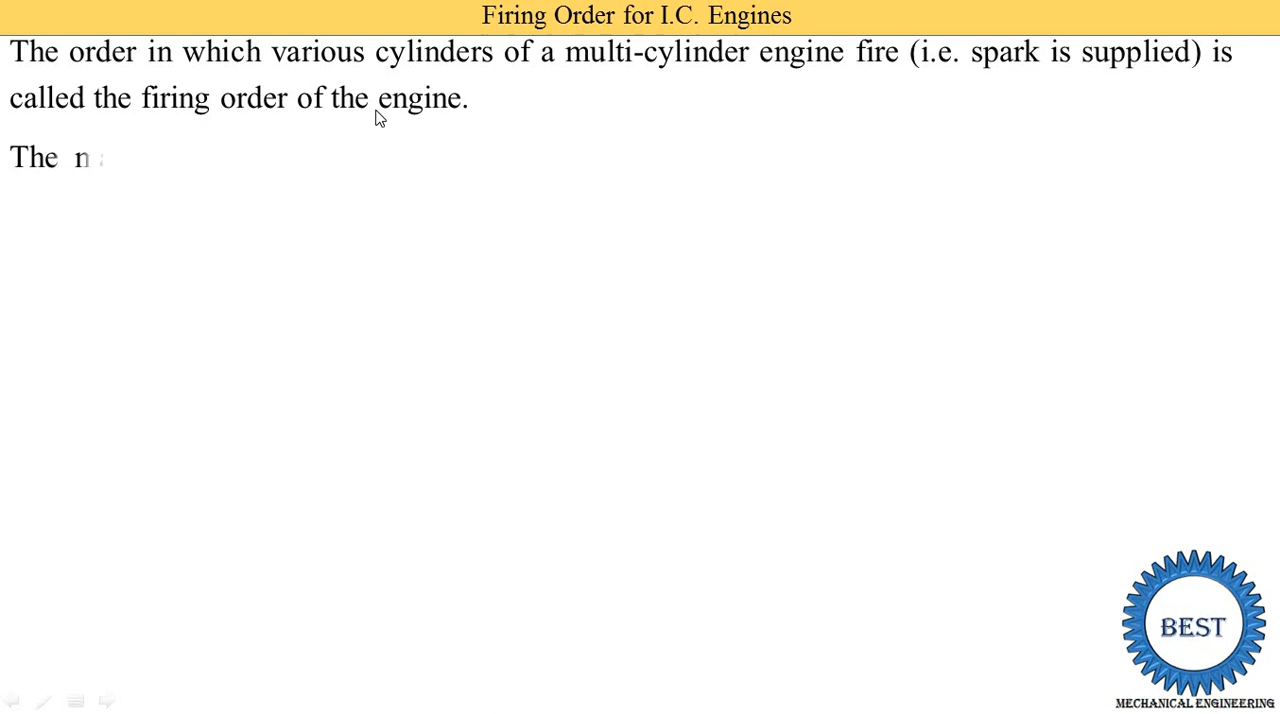 Firing Order for I.C. Engines
The order in which various cylinders of a multi-cylinder engine fire (i.e. spark is supplied) is
called the firing order of the engine.
The
BEST
MECHANICAL ENGINEERING